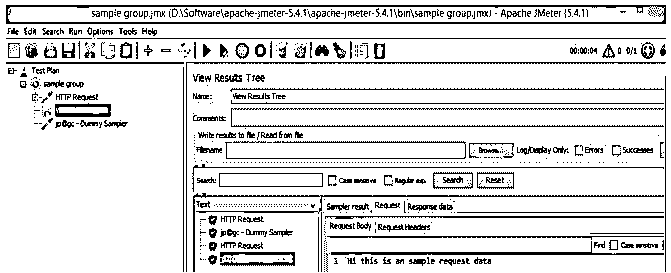 sample group.jmx (D:\Software\apache-jmeter-5.4.1\apache-jmeter-5.4.1\bin\sample group.jmx) - Apache JMeter (5.4.1)
File Edit Search Run Options Tools Help
00:00:04 0 0/1
Test Plan
sample group
HTTP Request
jp@gc - Dummy Sampler
View Results Tree
Name: View Results Tree
Comments:
Write results to file / Read from file
Filename Browse... Log/Display Only: Errors Successes
Search: Case sensitive Regular exp. Search Reset
Text
HTTP Request
jp@gc - Dummy Sampler
HTTP Request
Sampler result Request Response data
Request Body Request Headers
Find Case sensitive
1 Hi this is an sample request data